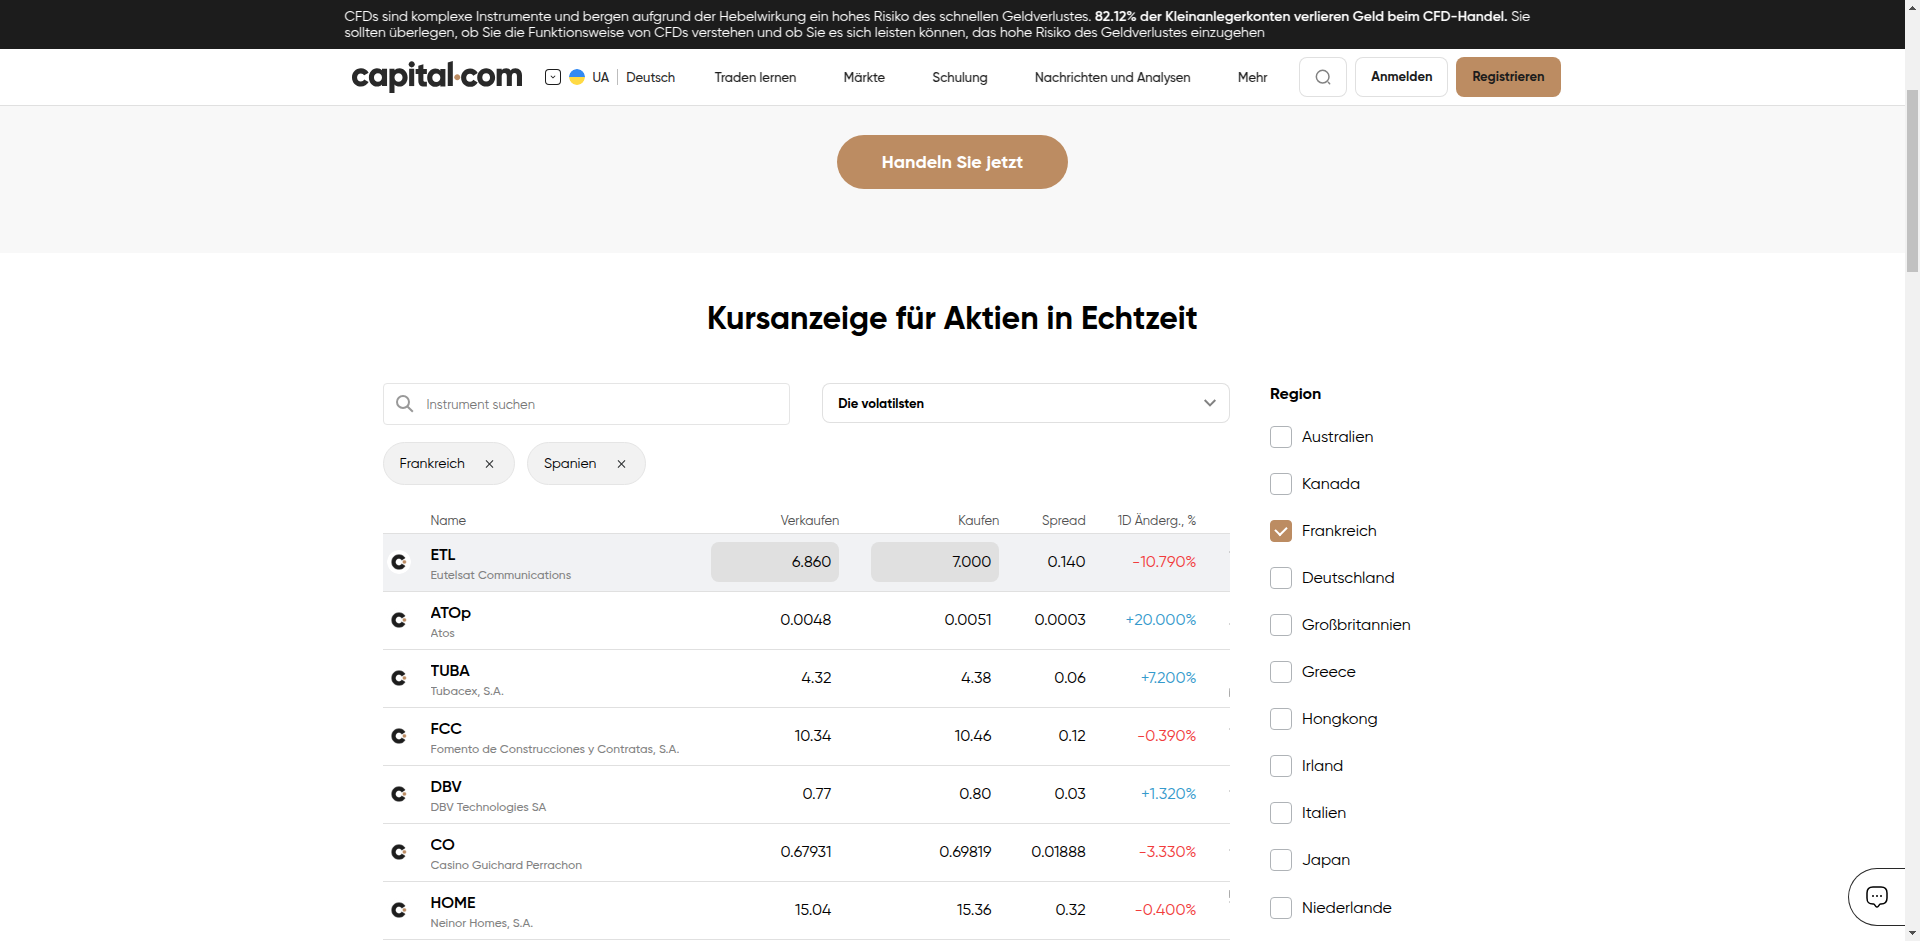 CFDs sind komplexe Instrumente und bergen aufgrund der Hebelwirkung ein hohes Risiko des schnellen Geldverlustes. 82.12% der Kleinanlegerkonten verlieren Geld beim CFD-Handel. Sie
sollten überlegen, ob Sie die Funktionsweise von CFDs verstehen und ob Sie es sich leisten können, das hohe Risiko des Geldverlustes einzugehen
capital.com UA Deutsch Traden lernen Märkte Schulung Nachrichten und Analysen Mehr Anmelden Registrieren
Handeln Sie jetzt
Kursanzeige für Aktien in Echtzeit
Instrument suchen
Die volatilsten
Frankreich
Spanien
Name Verkaufen Kaufen Spread 1D Änderg., %
ETL 6.860 7.000 0.140 -10.790%
Eutelsat Communications
ATOp 0.0048 0.0051 0.0003 +20.000%
Atos
TUBA 4.32 4.38 0.06 +7.200%
Tubacex, S.A.
FCC 10.34 10.46 0.12 -0.390%
Fomento de Construcciones y Contratas, S.A.
DBV 0.77 0.80 0.03 +1.320%
DBV Technologies SA
CO 0.67931 0.69819 0.01888 -3.330%
Casino Guichard Perrachon
HOME 15.04 15.36 0.32 -0.400%
Neinor Homes, S.A.
Region
Australien
Kanada
Frankreich
Deutschland
Großbritannien
Greece
Hongkong
Irland
Italien
Japan
Niederlande